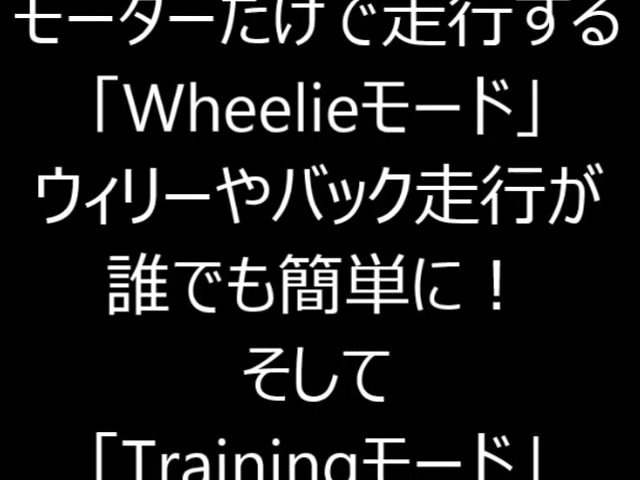 モーターだけで走行する
「Wheelieモード」
ウィリーやバック走行が
誰でも簡単に！
そして
「Trainingモード」